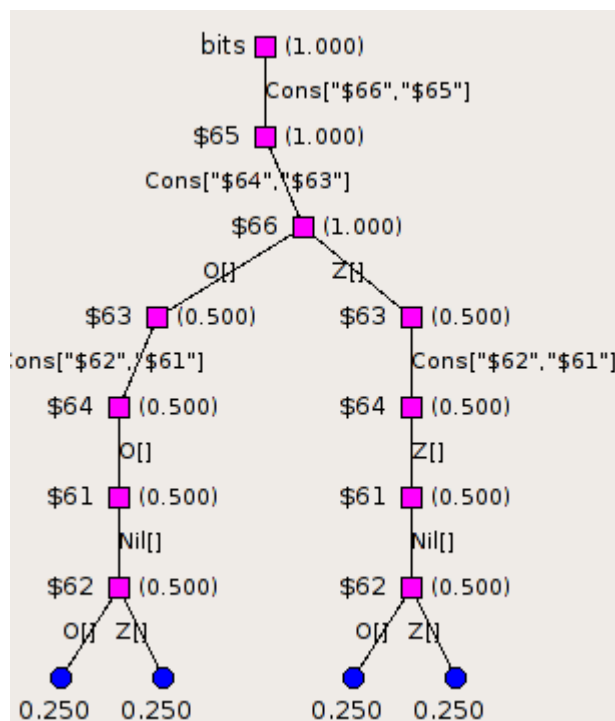 bits (1.000)
Cons["$66","$65"]
$65 (1.000)
Cons["$64","$63"]
$66 (1.000)
O[] Z[]
$63 (0.500) $63 (0.500)
ons["$62","$61"] Cons["$62","$61"]
$64 (0.500) $64 (0.500)
O[] Z[]
$61 (0.500) $61 (0.500)
Nil[] Nil[]
$62 (0.500) $62 (0.500)
O[] Z[] O[] Z[]
0.250 0.250 0.250 0.250